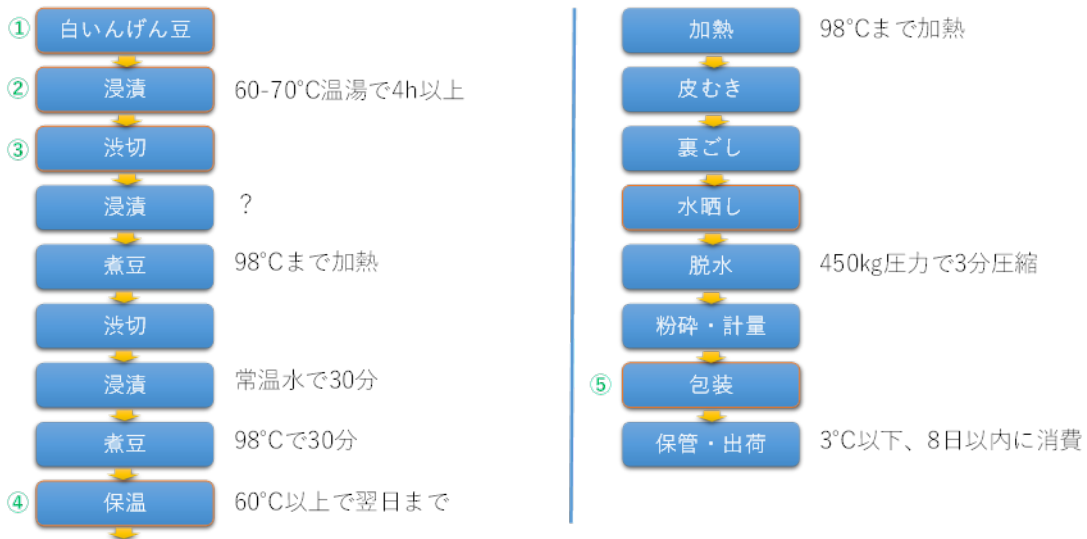 ① 白いんげん豆
② 浸漬 60-70℃温湯で4h以上
③ 渋切
浸漬 ?
煮豆 98℃まで加熱
渋切
浸漬 常温水で30分
煮豆 98℃で30分
④ 保温 60℃以上で翌日まで
加熱 98℃まで加熱
皮むき
裏ごし
水晒し
脱水 450kg圧力で3分圧縮
粉砕・計量
⑤ 包装
保管・出荷 3℃以下、8日以内に消費